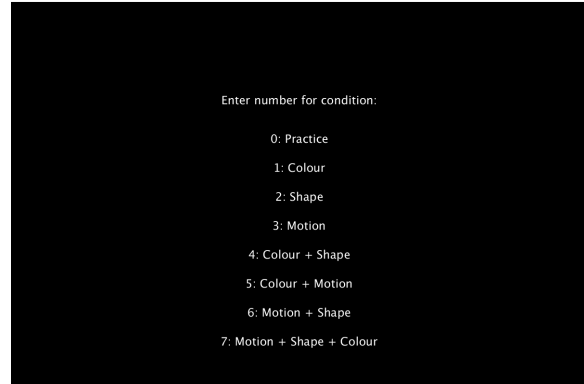 Enter number for condition:
0: Practice
1: Colour
2: Shape
3: Motion
4: Colour + Shape
5: Colour + Motion
6: Motion + Shape
7: Motion + Shape + Colour